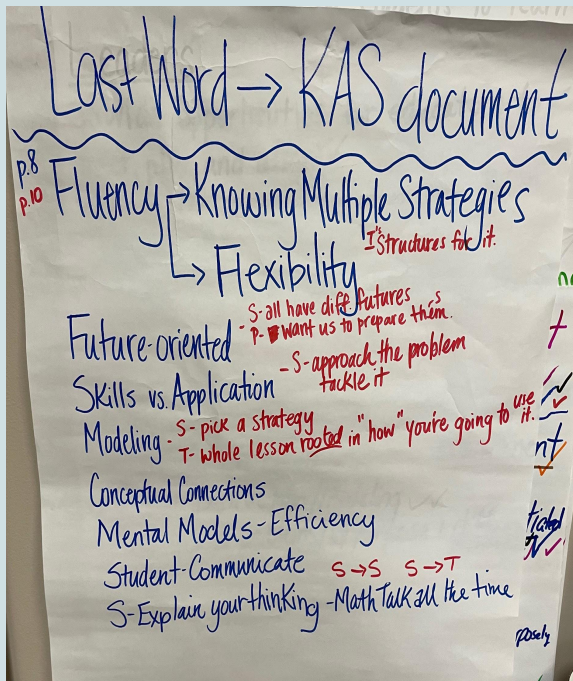 Last Word → KAS document
p.8
p.10
Fluency → Knowing Multiple Strategies
I's Structures for it.
↳ Flexibility
Future-oriented
- S-all have diff futures
P- want us to prepare them.
Skills vs. Application
- S-approach the problem
tackle it
Modeling - S- pick a strategy
T- whole lesson rooted in "how" you're going to use it.
Conceptual Connections
Mental Models-Efficiency
Student-Communicate S→S S→T
S-Explain your thinking -Math Talk all the time
nt
posely